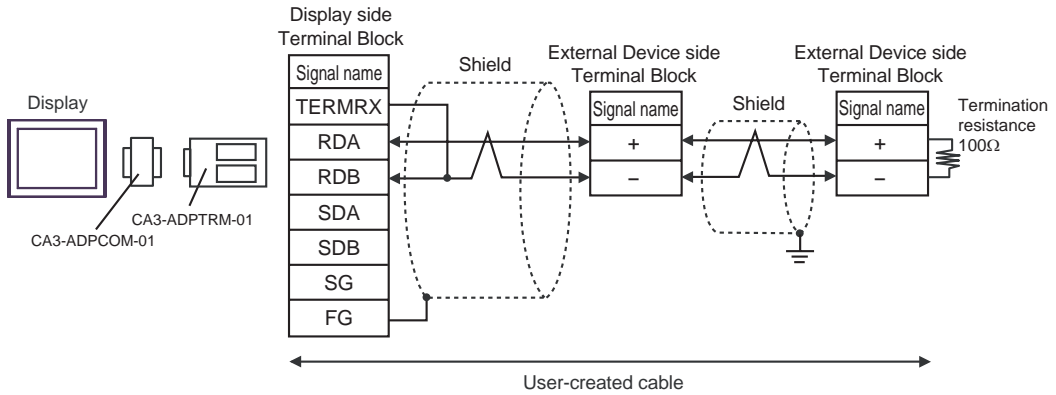 Display side
Terminal Block
Signal name
TERMRX
RDA
RDB
SDA
SDB
SG
FG
Shield
External Device side
Terminal Block
Signal name
+
−
Shield
External Device side
Terminal Block
Signal name
+
−
Termination
resistance
100Ω
Display
CA3-ADPCOM-01
CA3-ADPTRM-01
User-created cable